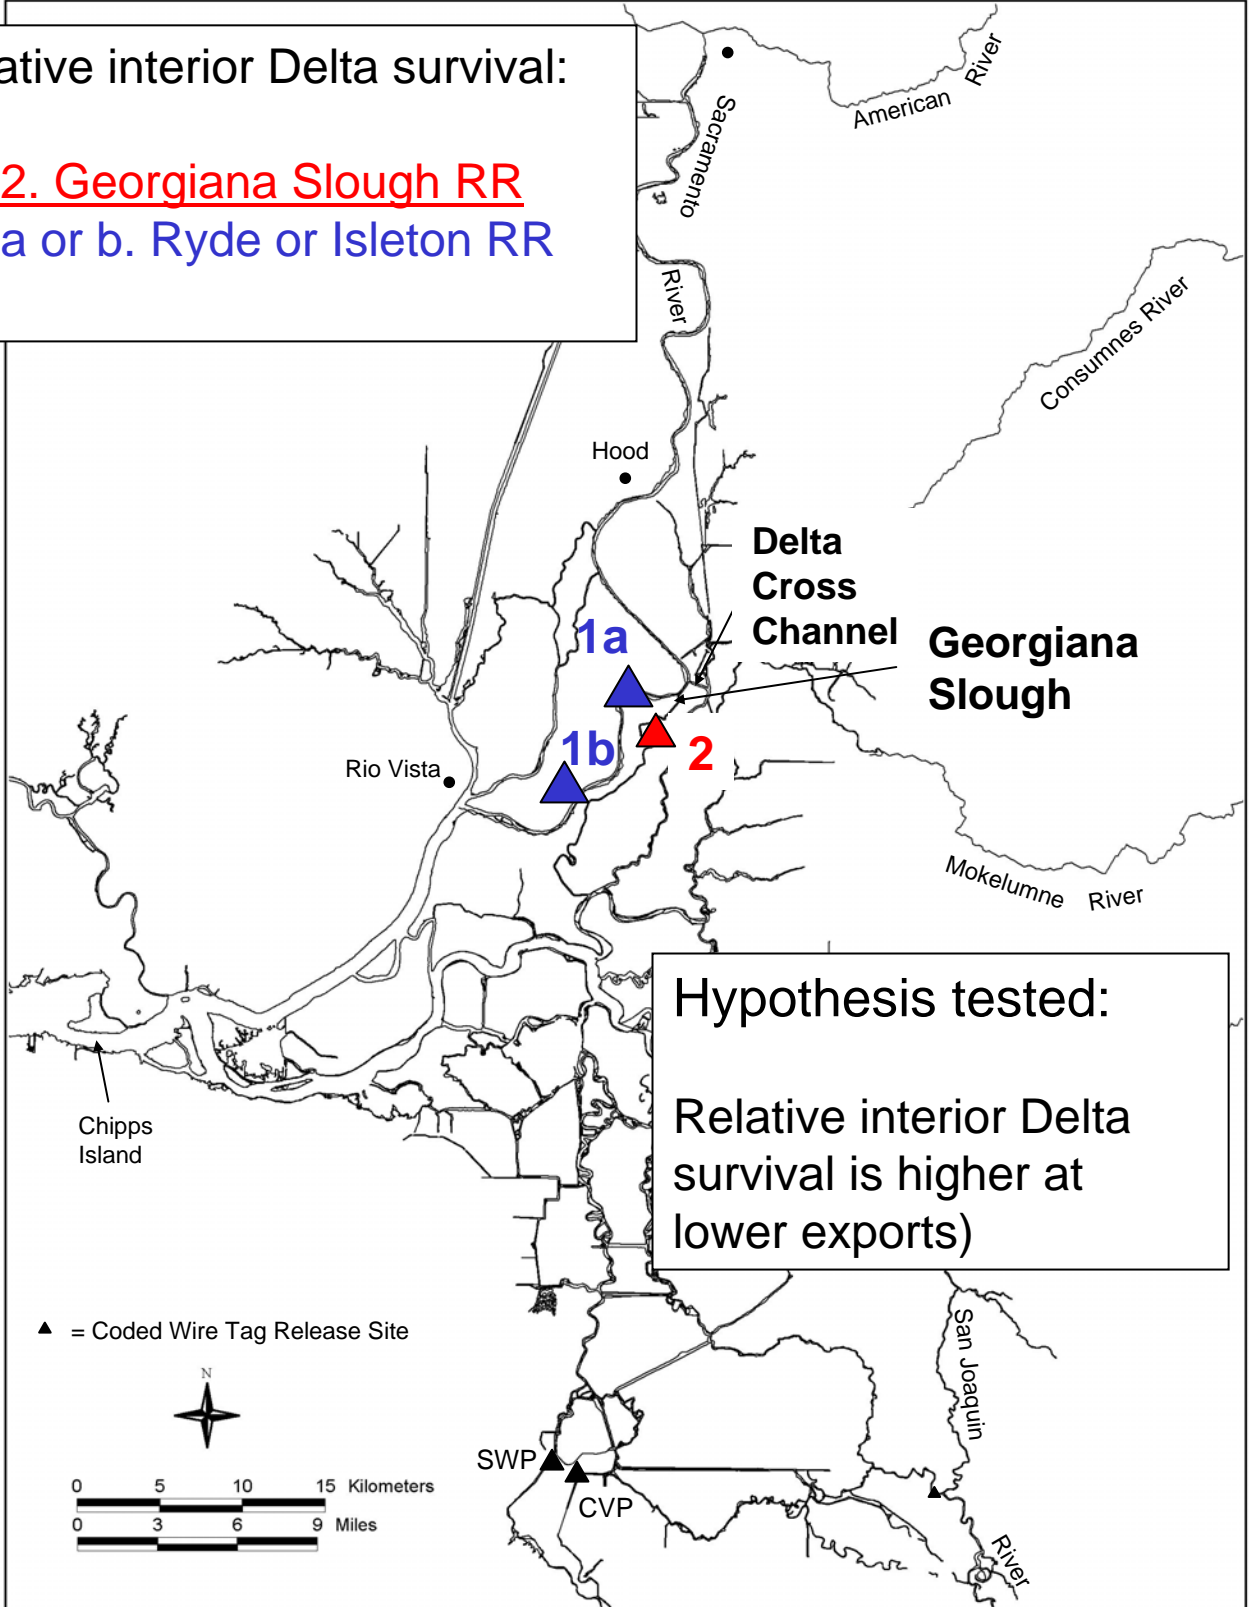 ative interior Delta survival:
2. Georgiana Slough RR
a or b. Ryde or Isleton RR
American River
Sacramento
River
Consumnes River
Hood
Delta
Cross
Channel
Georgiana
Slough
1a
1b
2
Rio Vista
Mokelumne River
Hypothesis tested:
Relative interior Delta
survival is higher at
lower exports)
Chipps
Island
= Coded Wire Tag Release Site
N
San Joaquin
River
SWP
CVP
0 5 10 15 Kilometers
0 3 6 9 Miles